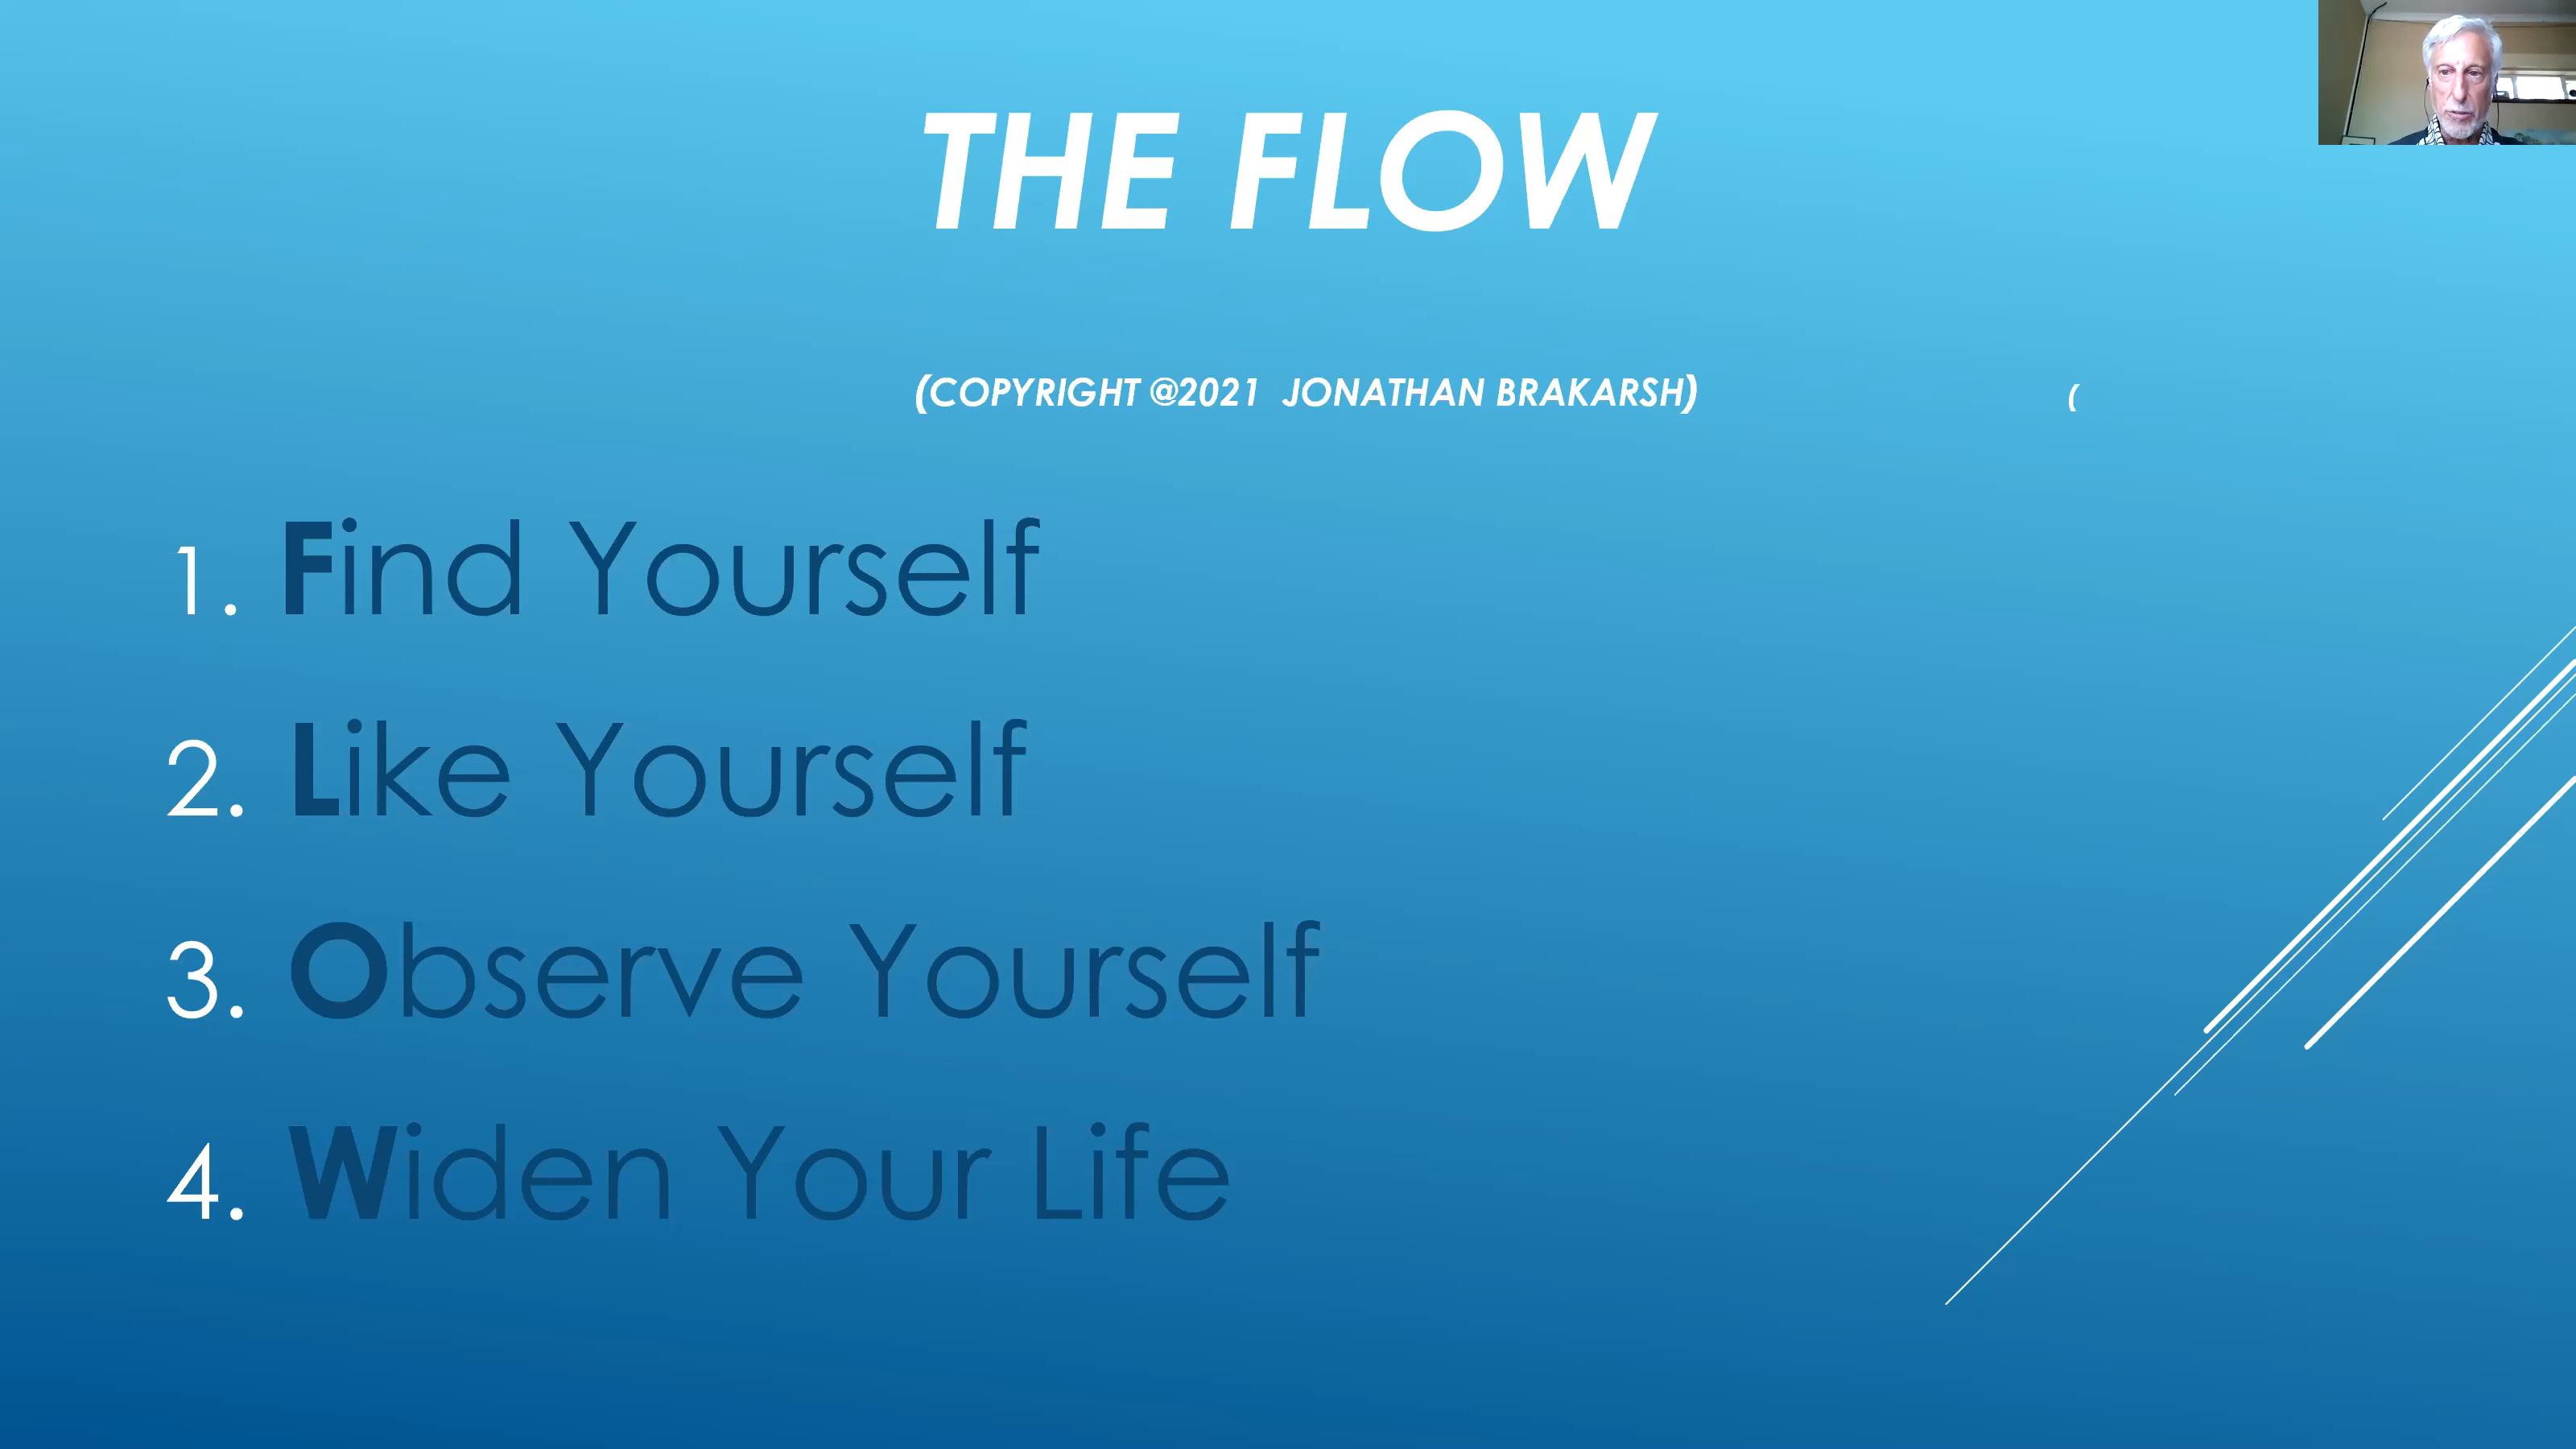 THE FLOW
(COPYRIGHT @2021 JONATHAN BRAKARSH) (
1. Find Yourself
2. Like Yourself
3. Observe Yourself
4. Widen Your Life